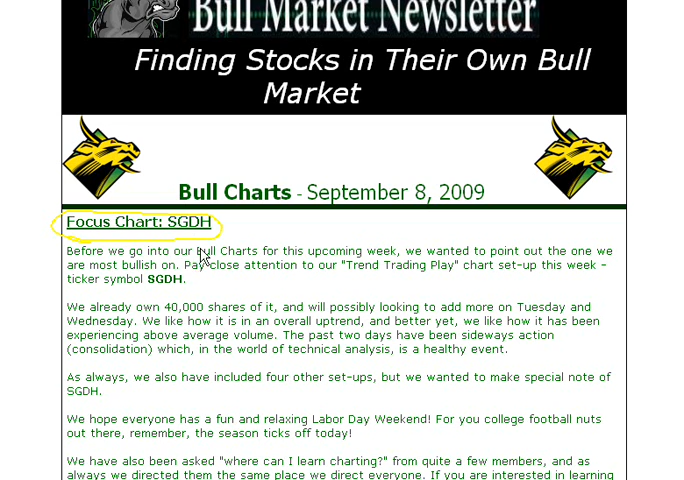 Bull Market Newsletter
Finding Stocks in Their Own Bull
Market
Bull Charts - September 8, 2009
Focus Chart: SGDH
Before we go into our Bull Charts for this upcoming week, we wanted to point out the one we
are most bullish on. Pay close attention to our "Trend Trading Play" chart set-up this week -
ticker symbol SGDH.
We already own 40,000 shares of it, and will possibly looking to add more on Tuesday and
Wednesday. We like how it is in an overall uptrend, and better yet, we like how it has been
experiencing above average volume. The past two days have been sideways action
(consolidation) which, in the world of technical analysis, is a healthy event.
As always, we also have included four other set-ups, but we wanted to make special note of
SGDH.
We hope everyone has a fun and relaxing Labor Day Weekend! For you college football nuts
out there, remember, the season ticks off today!
We have also been asked "where can I learn charting?" from quite a few members, and as
always we directed them the same place we direct everyone. If you are interested in learning